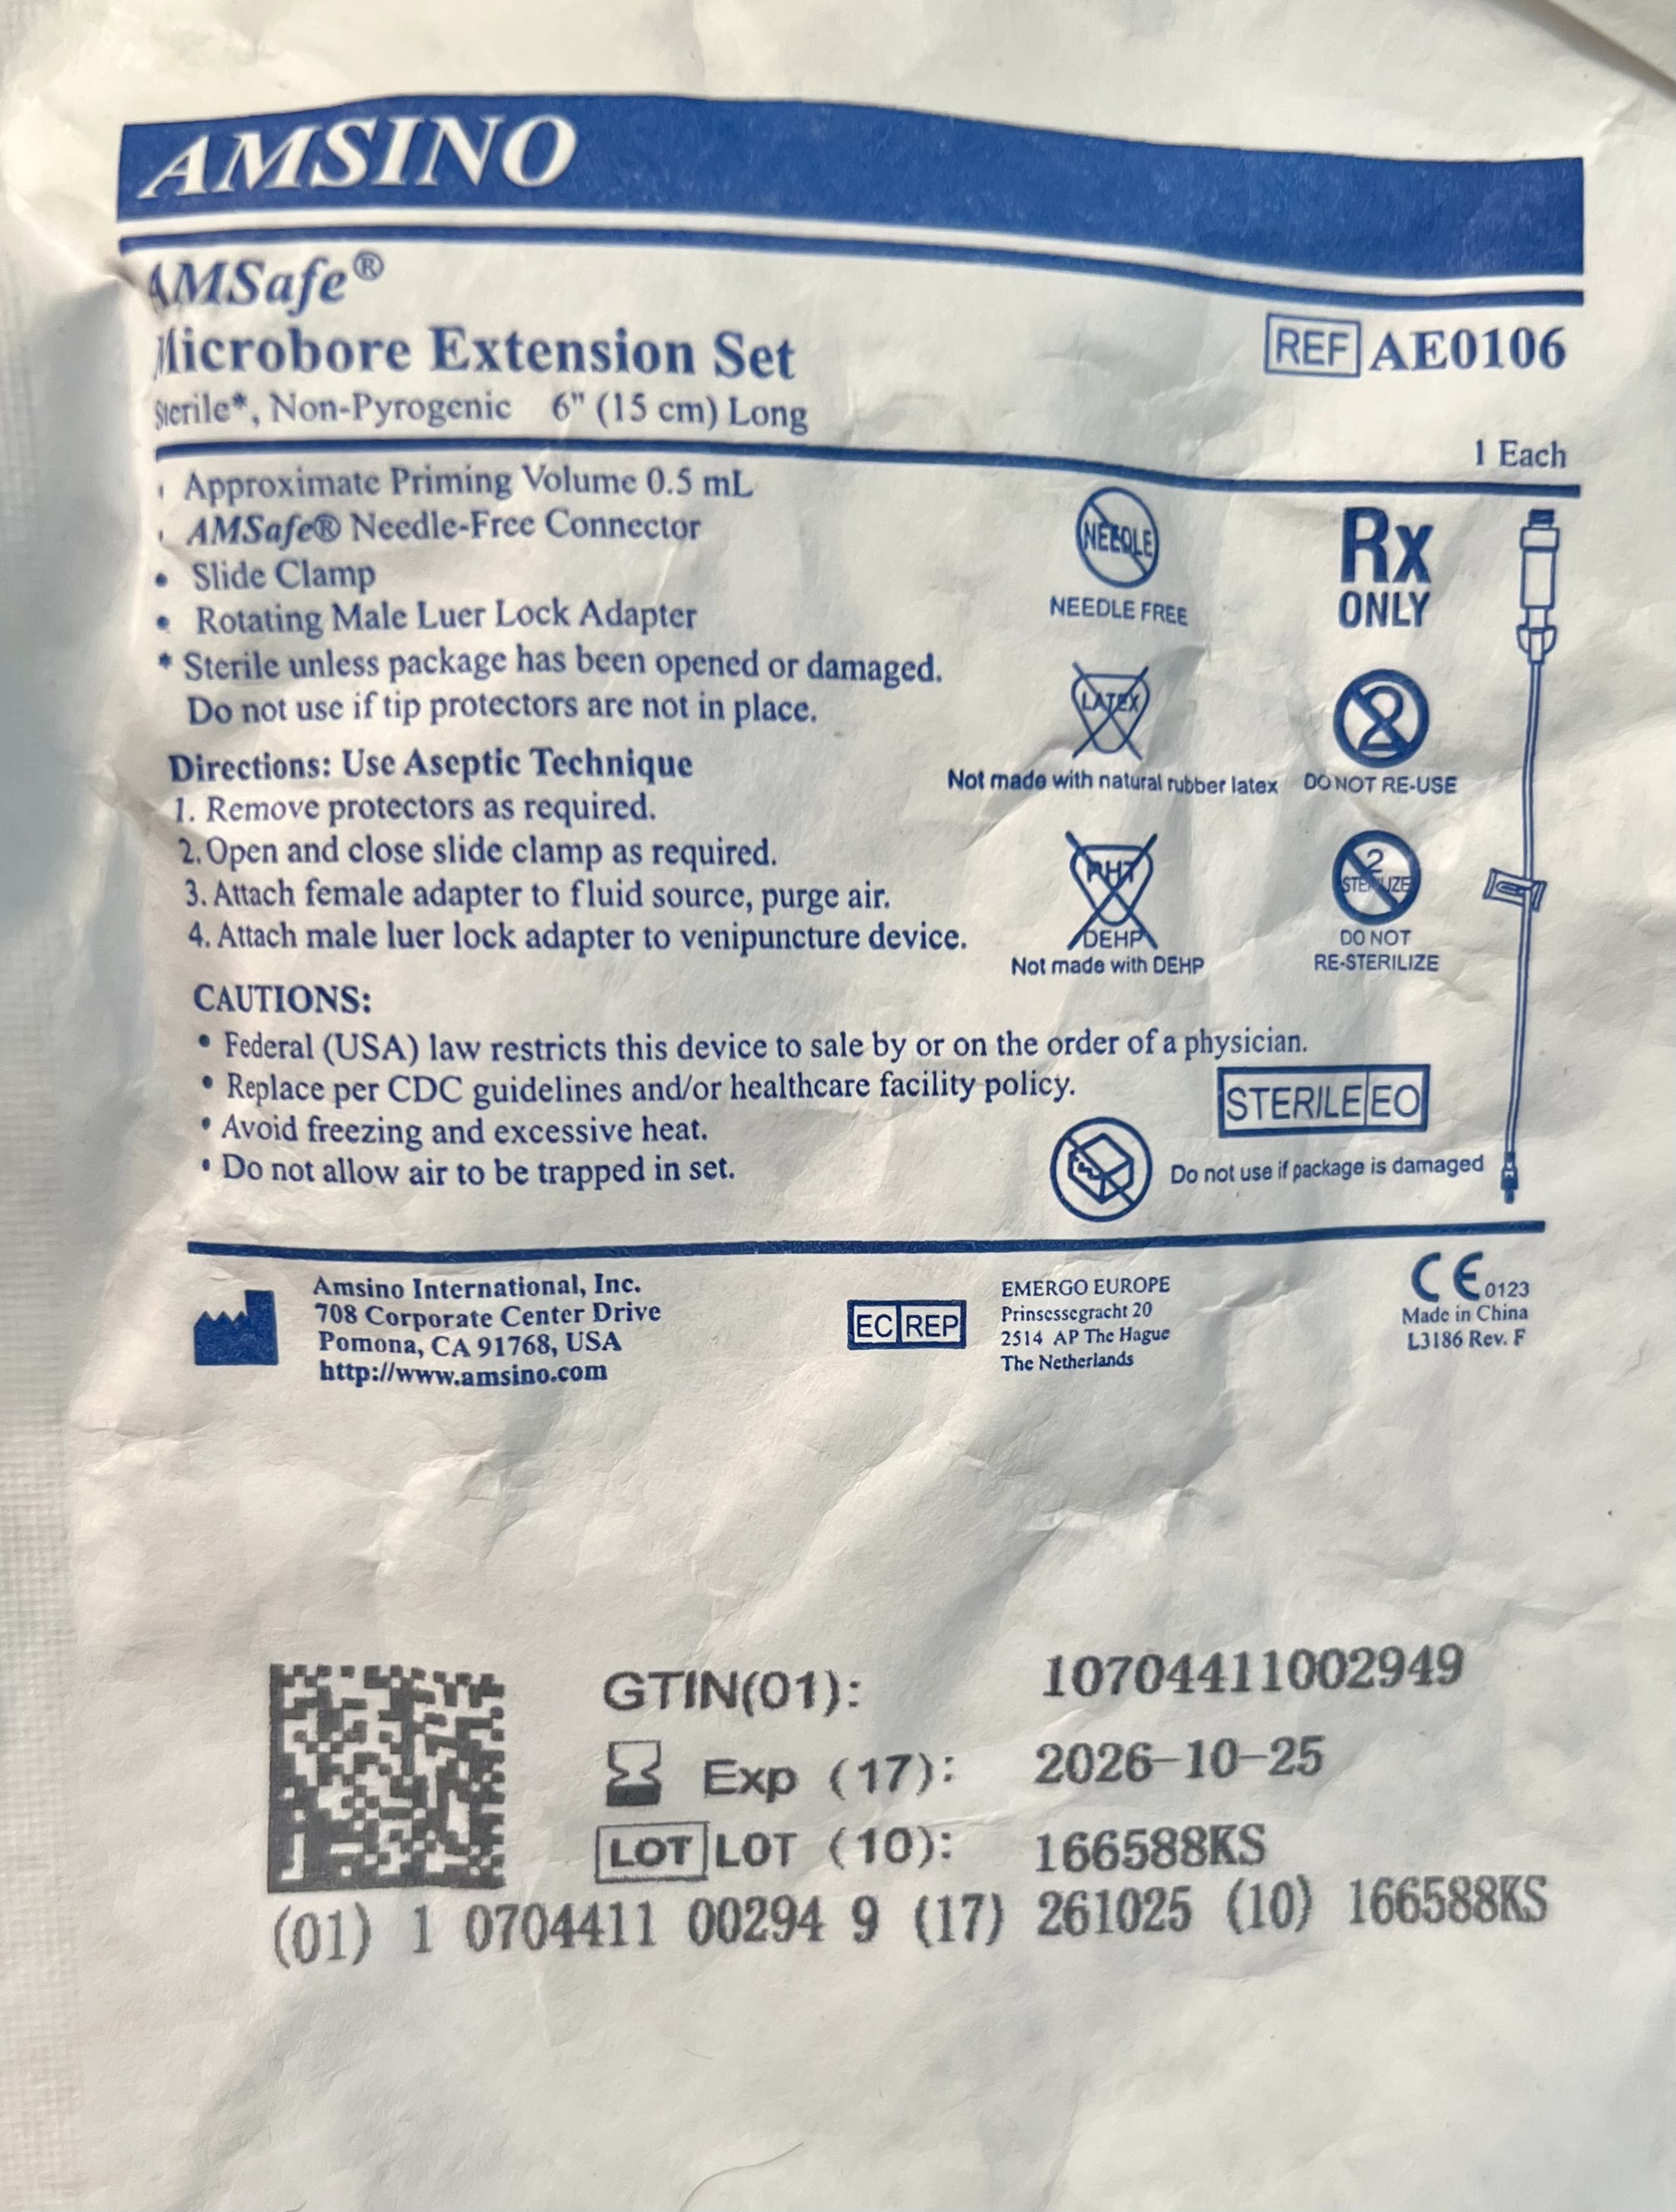 AMSINO
AMSafe®
Microbore Extension Set
REF AE0106
Sterile*, Non-Pyrogenic 6" (15 cm) Long
1 Each
Approximate Priming Volume 0.5 mL
AMSafe® Needle-Free Connector
• Slide Clamp
• Rotating Male Luer Lock Adapter
* Sterile unless package has been opened or damaged.
Do not use if tip protectors are not in place.
NEEDLE
NEEDLE FREE
Rx
ONLY
LATEX
Not made with natural rubber latex
2
DO NOT RE-USE
Directions: Use Aseptic Technique
1. Remove protectors as required.
2. Open and close slide clamp as required.
3. Attach female adapter to fluid source, purge air.
4. Attach male luer lock adapter to venipuncture device.
PHT
DEHP
Not made with DEHP
2
STERILIZE
DO NOT
RE-STERILIZE
CAUTIONS:
• Federal (USA) law restricts this device to sale by or on the order of a physician.
• Replace per CDC guidelines and/or healthcare facility policy.
• Avoid freezing and excessive heat.
• Do not allow air to be trapped in set.
STERILE EO
Do not use if package is damaged
Amsino International, Inc.
708 Corporate Center Drive
Pomona, CA 91768, USA
http://www.amsino.com
EC REP
EMERGO EUROPE
Prinsessegracht 20
2514 AP The Hague
The Netherlands
CE 0123
Made in China
L3186 Rev. F
GTIN(01): 10704411002949
Exp (17): 2026-10-25
LOT LOT (10): 166588KS
(01) 1 0704411 00294 9 (17) 261025 (10) 166588KS